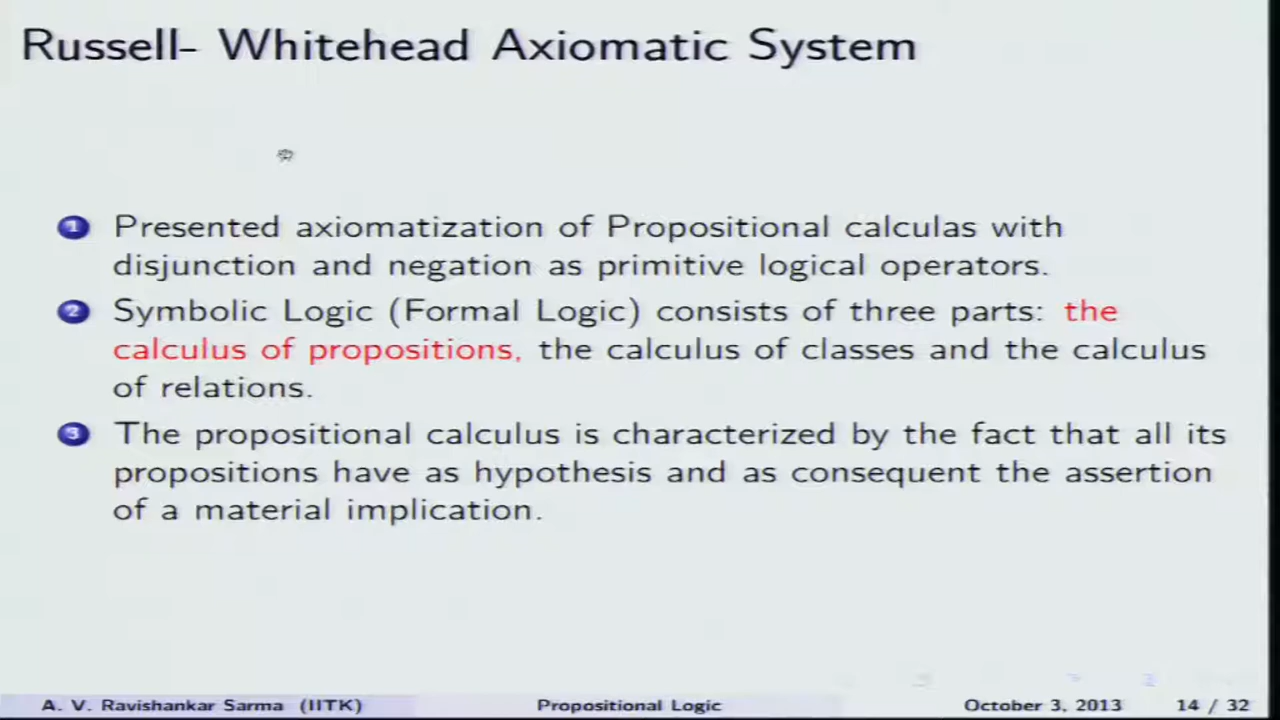 Russell- Whitehead Axiomatic System
1 Presented axiomatization of Propositional calculas with
disjunction and negation as primitive logical operators.
2 Symbolic Logic (Formal Logic) consists of three parts: the
calculus of propositions, the calculus of classes and the calculus
of relations.
3 The propositional calculus is characterized by the fact that all its
propositions have as hypothesis and as consequent the assertion
of a material implication.
A. V. Ravishankar Sarma (IITK) Propositional Logic October 3, 2013 14 / 32